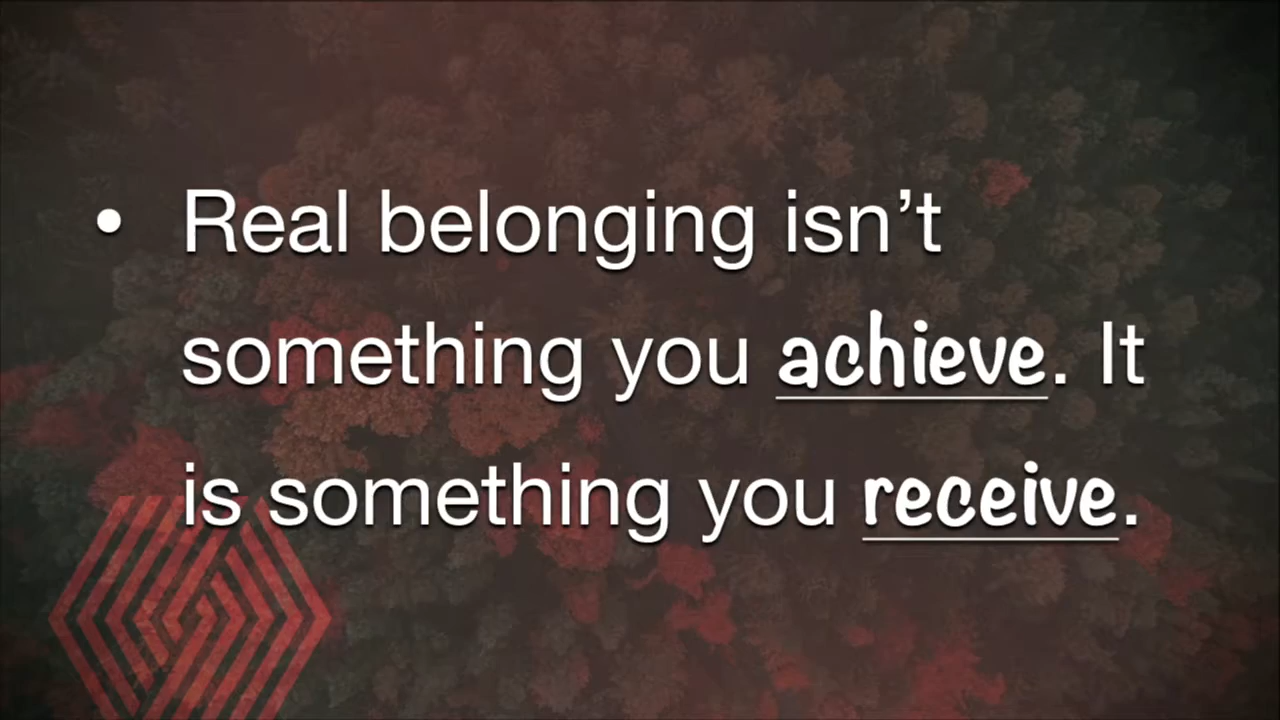 • Real belonging isn’t
something you achieve. It
is something you receive.